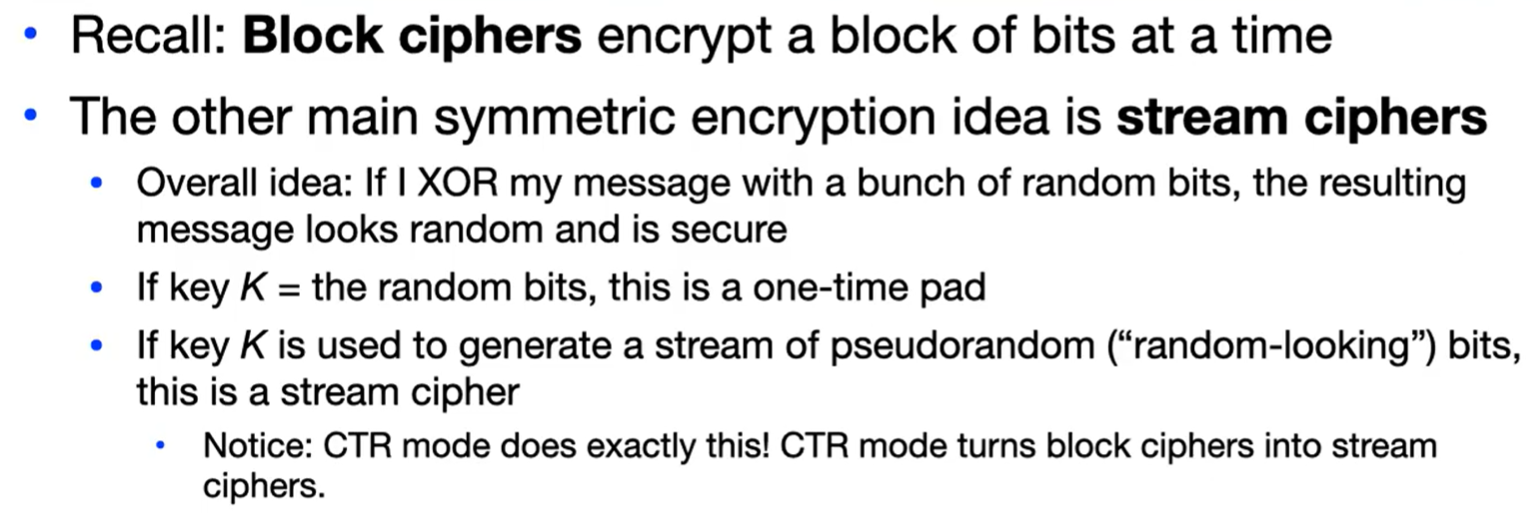 • Recall: Block ciphers encrypt a block of bits at a time
• The other main symmetric encryption idea is stream ciphers
• Overall idea: If I XOR my message with a bunch of random bits, the resulting
message looks random and is secure
• If key K = the random bits, this is a one-time pad
• If key K is used to generate a stream of pseudorandom (“random-looking”) bits,
this is a stream cipher
• Notice: CTR mode does exactly this! CTR mode turns block ciphers into stream
ciphers.